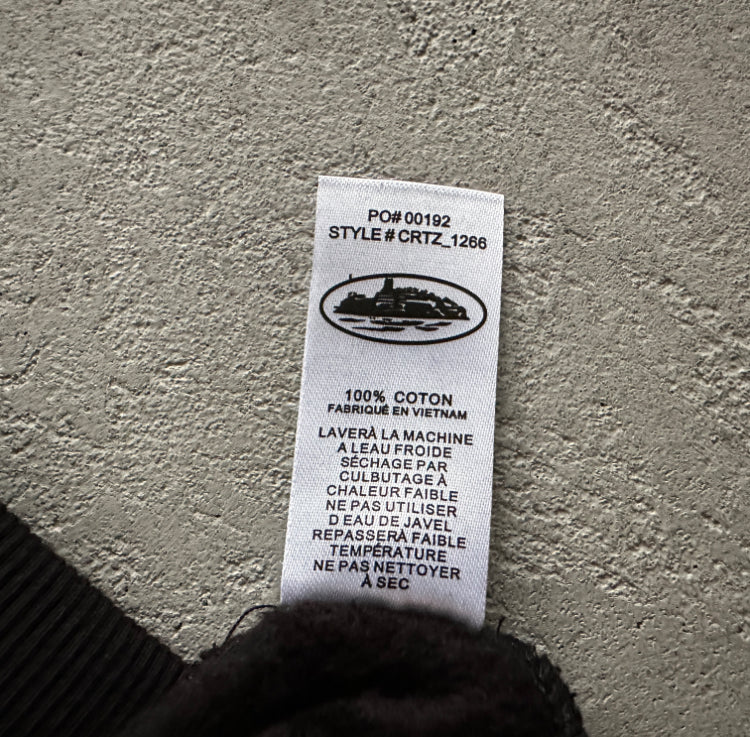 PO# 00192
STYLE # CRTZ_1266
100% COTON
FABRIQUÉ EN VIETNAM
LAVERÀ LA MACHINE
A LEAU FROIDE
SÉCHAGE PAR
CULBUTAGE À
CHALEUR FAIBLE
NE PAS UTILISER
D EAU DE JAVEL
REPASSERÀ FAIBLE
TEMPÉRATURE
NE PAS NETTOYER
À SEC